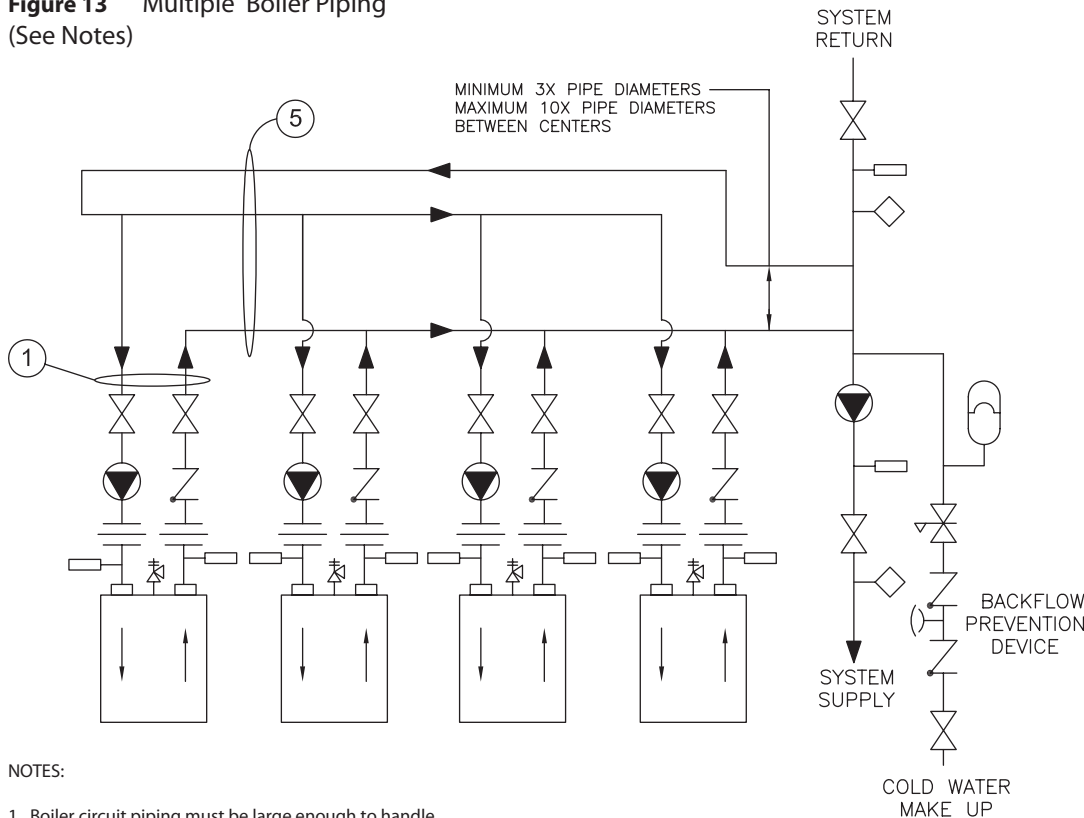 Figure 13 Multiple Boiler Piping
(See Notes)
SYSTEM
RETURN
MINIMUM 3X PIPE DIAMETERS
MAXIMUM 10X PIPE DIAMETERS
BETWEEN CENTERS
5
1
BACKFLOW
PREVENTION
DEVICE
SYSTEM
SUPPLY
COLD WATER
MAKE UP
NOTES:
1. Boiler circuit piping must be large enough to handle